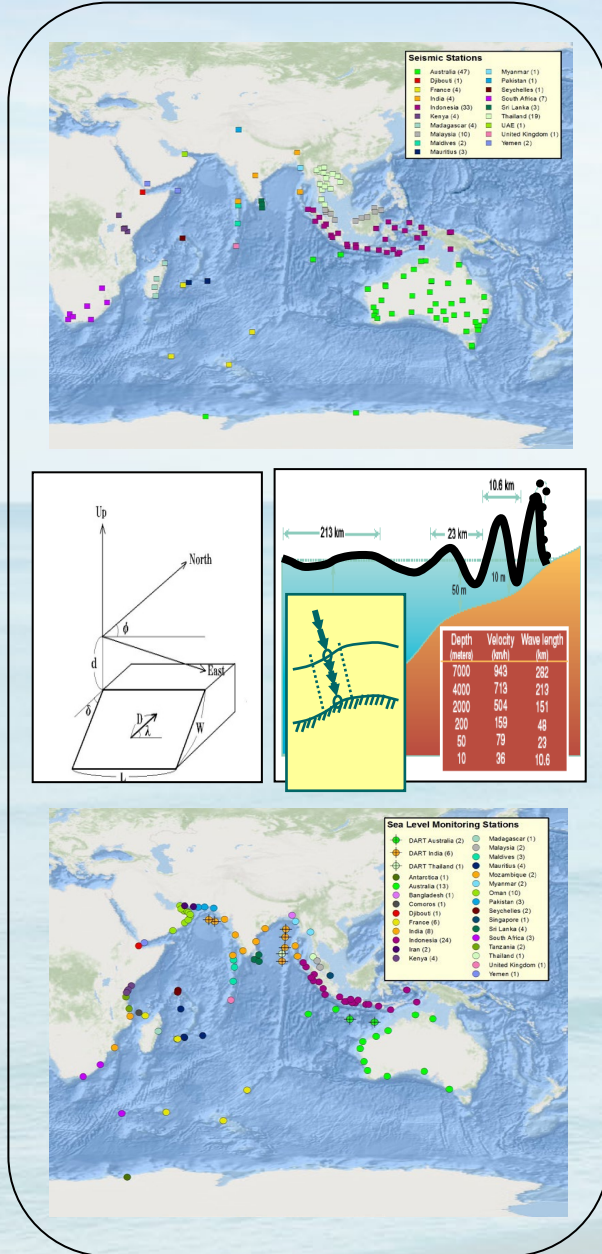 Seismic Stations
Australia (47)
Djibouti (1)
France (4)
India (4)
Indonesia (33)
Kenya (4)
Madagascar (4)
Malaysia (10)
Maldives (2)
Mauritius (3)
Myanmar (1)
Pakistan (1)
Seychelles (1)
South Africa (7)
Sri Lanka (3)
Thailand (19)
UAE (1)
United Kingdom (1)
Yemen (2)
Up
North
ϕ
d
East
δ
D
λ
W
L
10.6 km
213 km
23 km
50 m
10 m
Depth Velocity Wave length
(meters) (km/h) (km)
7000 943 282
4000 713 213
2000 504 151
200 159 48
50 79 23
10 36 10.6
Sea Level Monitoring Stations
DART Australia (2)
DART India (6)
DART Thailand (1)
Antarctica (1)
Australia (13)
Bangladesh (1)
Comoros (1)
Djibouti (1)
France (6)
India (8)
Indonesia (24)
Iran (2)
Kenya (4)
Madagascar (1)
Malaysia (2)
Maldives (3)
Mauritius (4)
Mozambique (2)
Myanmar (2)
Oman (10)
Pakistan (3)
Seychelles (2)
Singapore (1)
Sri Lanka (4)
South Africa (3)
Tanzania (2)
Thailand (1)
United Kingdom (1)
Yemen (1)